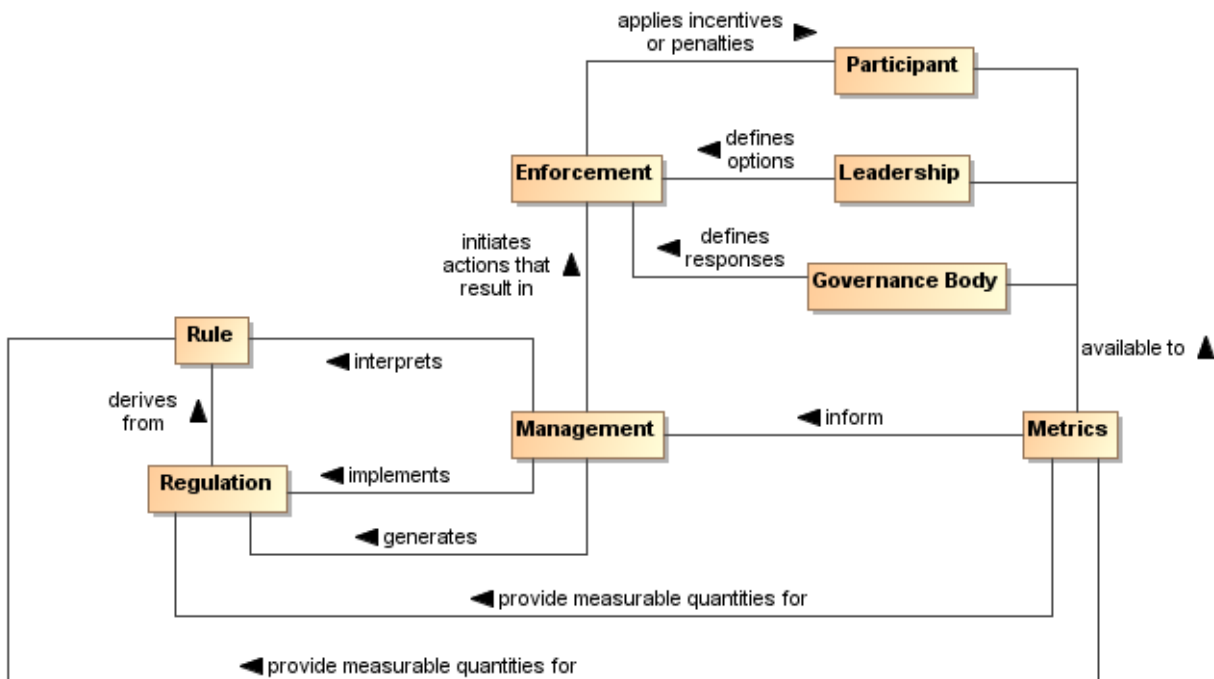 applies incentives
or penalties
Participant
defines
options
Enforcement
Leadership
defines
responses
initiates
actions that
result in
Governance Body
Rule
available to
interprets
derives
from
inform
Management
Metrics
Regulation
implements
generates
provide measurable quantities for
provide measurable quantities for